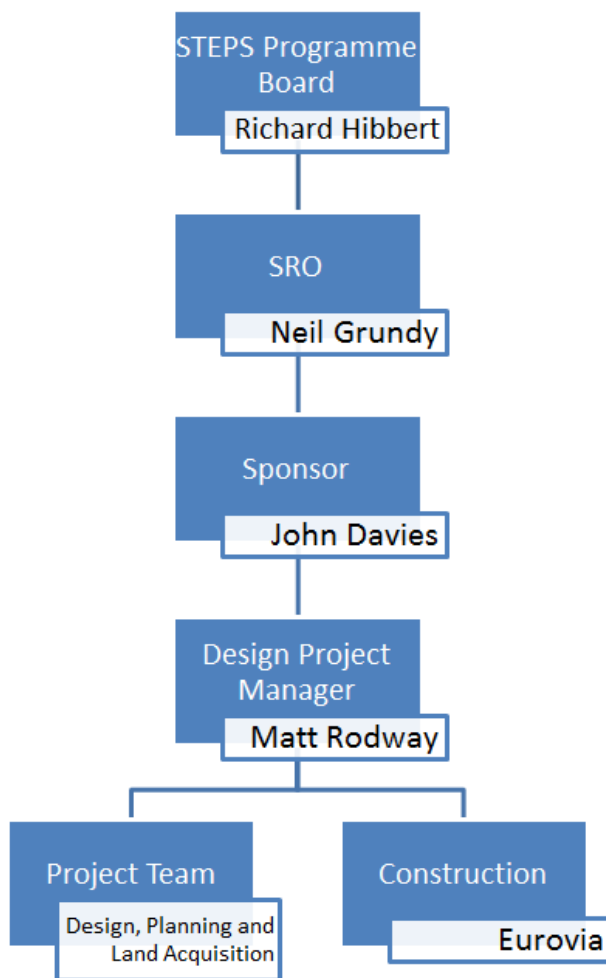 STEPS Programme
Board
Richard Hibbert
SRO
Neil Grundy
Sponsor
John Davies
Design Project
Manager
Matt Rodway
Project Team
Design, Planning and
Land Acquisition
Construction
Eurovia